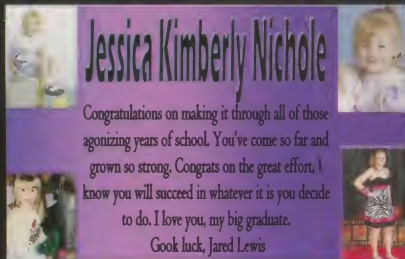 Jessica Kimberly Nichole
Congratulations on making it through all of those
agonizing years of school. You've come so far and
grown so strong. Congrats on the great effort, I
know you will succeed in whatever it is you decide
to do. I love you, my big graduate.
Gook luck, Jared Lewis